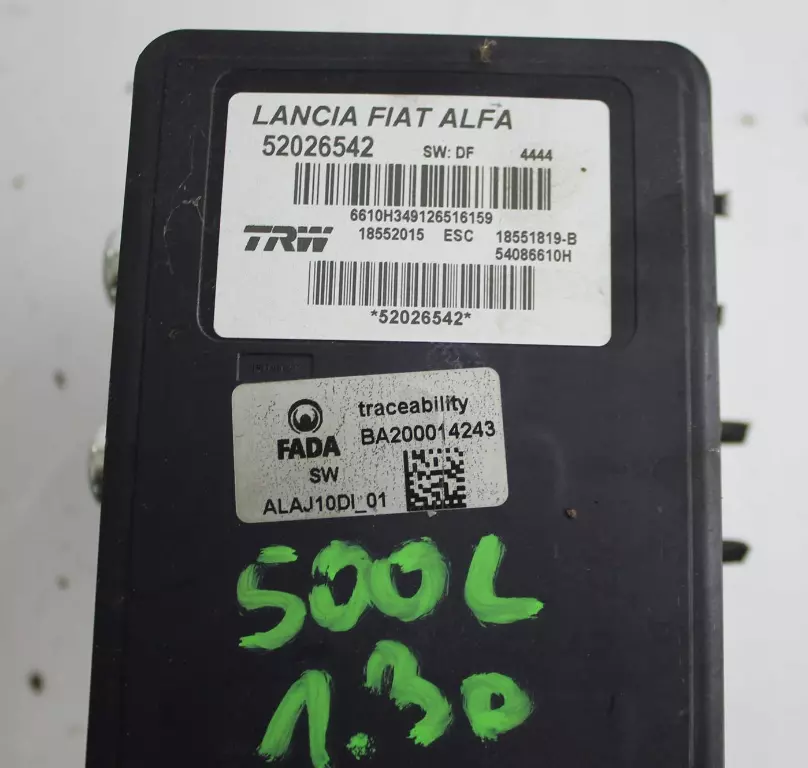 LANCIA FIAT ALFA
52026542 SW: DF 4444
6610H349126516159
TRW 18552015 ESC 18551819-B
54086610H
*52026542*
FADA traceability
BA200014243
SW
ALAJ10DI_01
500L
1.3D